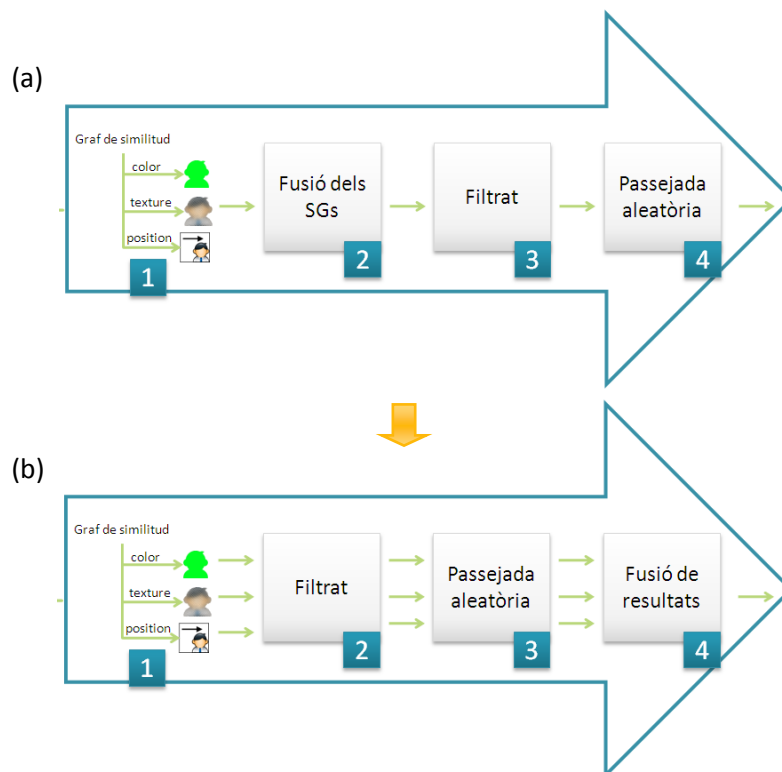 (a)
Graf de similitud
color
texture
position
1
Fusió dels
SGs
2
Filtrat
3
Passejada
aleatòria
4
(b)
Graf de similitud
color
texture
position
1
Filtrat
2
Passejada
aleatòria
3
Fusió de
resultats
4